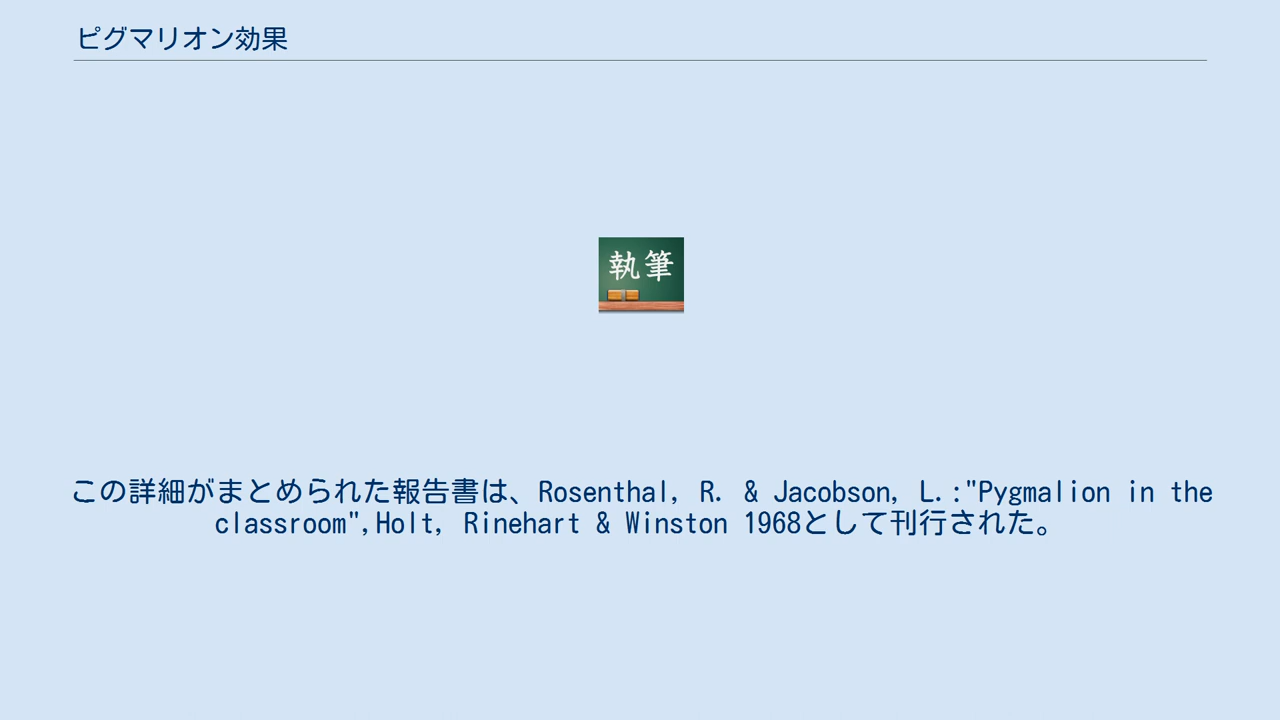 ピグマリオン効果
執筆
この詳細がまとめられた報告書は、Rosenthal, R. & Jacobson, L.:"Pygmalion in the
classroom",Holt, Rinehart & Winston 1968として刊行された。